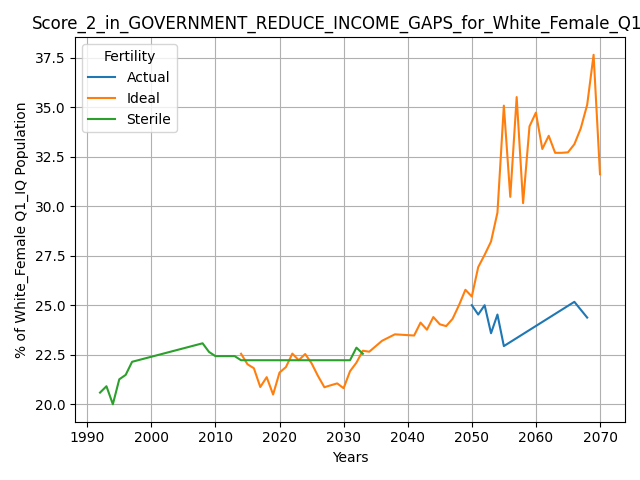 Score_2_in_GOVERNMENT_REDUCE_INCOME_GAPS_for_White_Female_Q1
Fertility
Actual
Ideal
Sterile
% of White_Female Q1_IQ Population
37.5
35.0
32.5
30.0
27.5
25.0
22.5
20.0
1990 2000 2010 2020 2030 2040 2050 2060 2070
Years